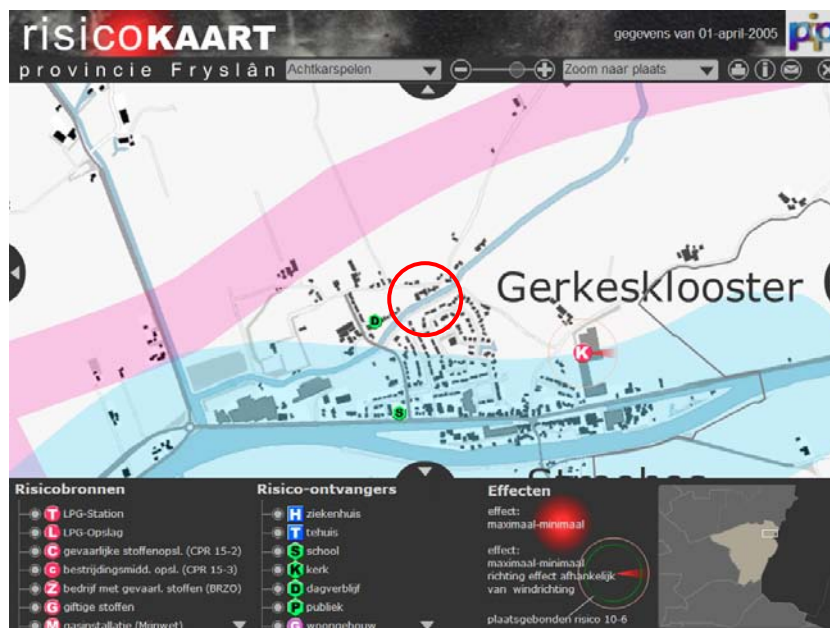 risicoKAART
gegevens van 01-april-2005
pip
provincie Fryslân
Achtkarspelen
Zoom naar plaats
Gerkesklooster
D
K
S
Risicobronnen
T LPG-Station
L LPG-Opslag
C gevaarlijke stoffenopsl. (CPR 15-2)
c bestrijdingsmidd. opsl. (CPR 15-3)
Z bedrijf met gevaarl. stoffen (BRZO)
G giftige stoffen
M gasinstallatie (Mijnwet)
Risico-ontvangers
H ziekenhuis
T tehuis
S school
K kerk
D dagverblijf
P publiek
G woongebouw
Effecten
effect:
maximaal-minimaal
effect:
maximaal-minimaal
richting effect afhankelijk
van windrichting
plaatsgebonden risico 10-6